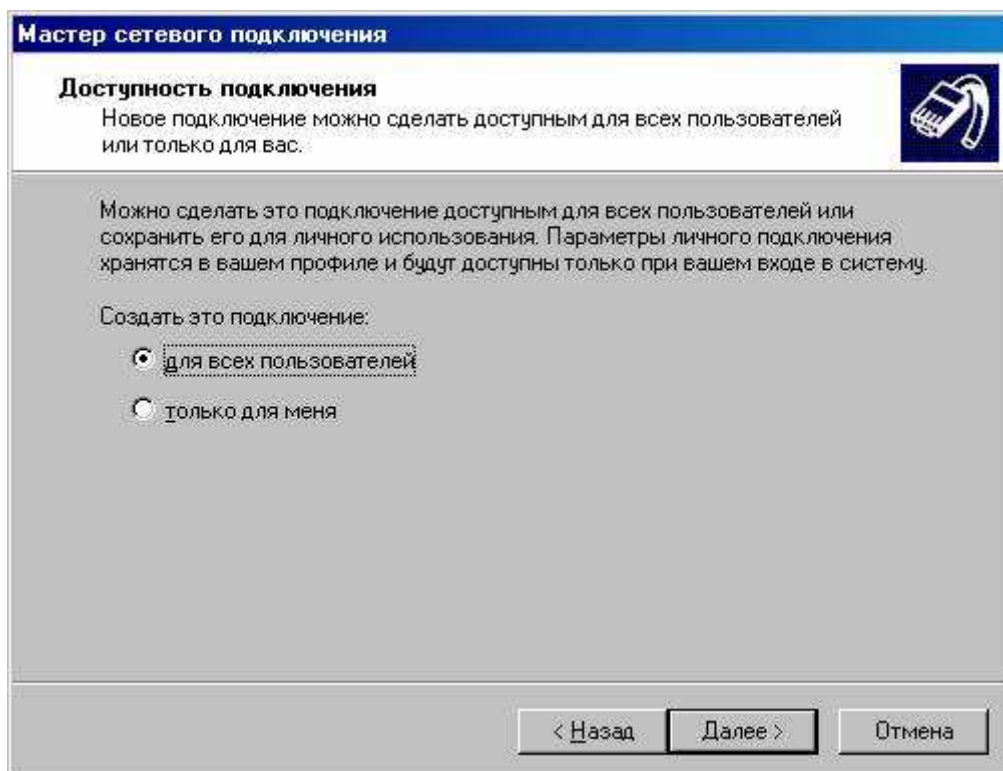 Мастер сетевого подключения
Доступность подключения
Новое подключение можно сделать доступным для всех пользователей
или только для вас.
Можно сделать это подключение доступным для всех пользователей или
сохранить его для личного использования. Параметры личного подключения
хранятся в вашем профиле и будут доступны только при вашем входе в систему.
Создать это подключение:
для всех пользователей
только для меня
< Назад Далее > Отмена